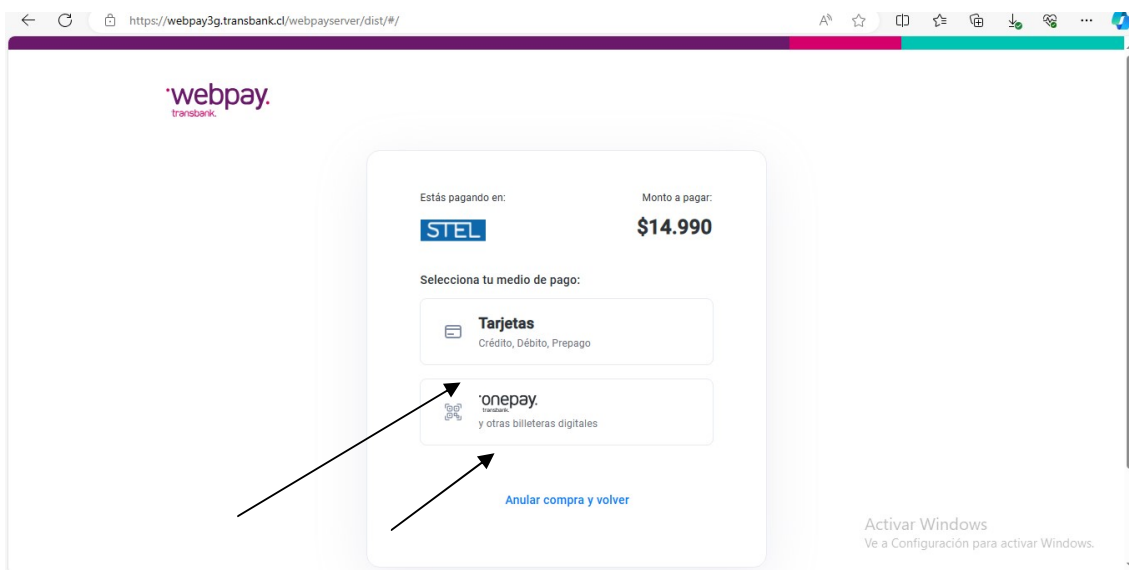 https://webpay3g.transbank.cl/webpayserver/dist/#/
webpay.
transbank.
Estás pagando en:
Monto a pagar:
STEL
$14.990
Selecciona tu medio de pago:
Tarjetas
Crédito, Débito, Prepago
onepay.
transbank.
y otras billeteras digitales
Anular compra y volver
Activar Windows
Ve a Configuración para activar Windows.